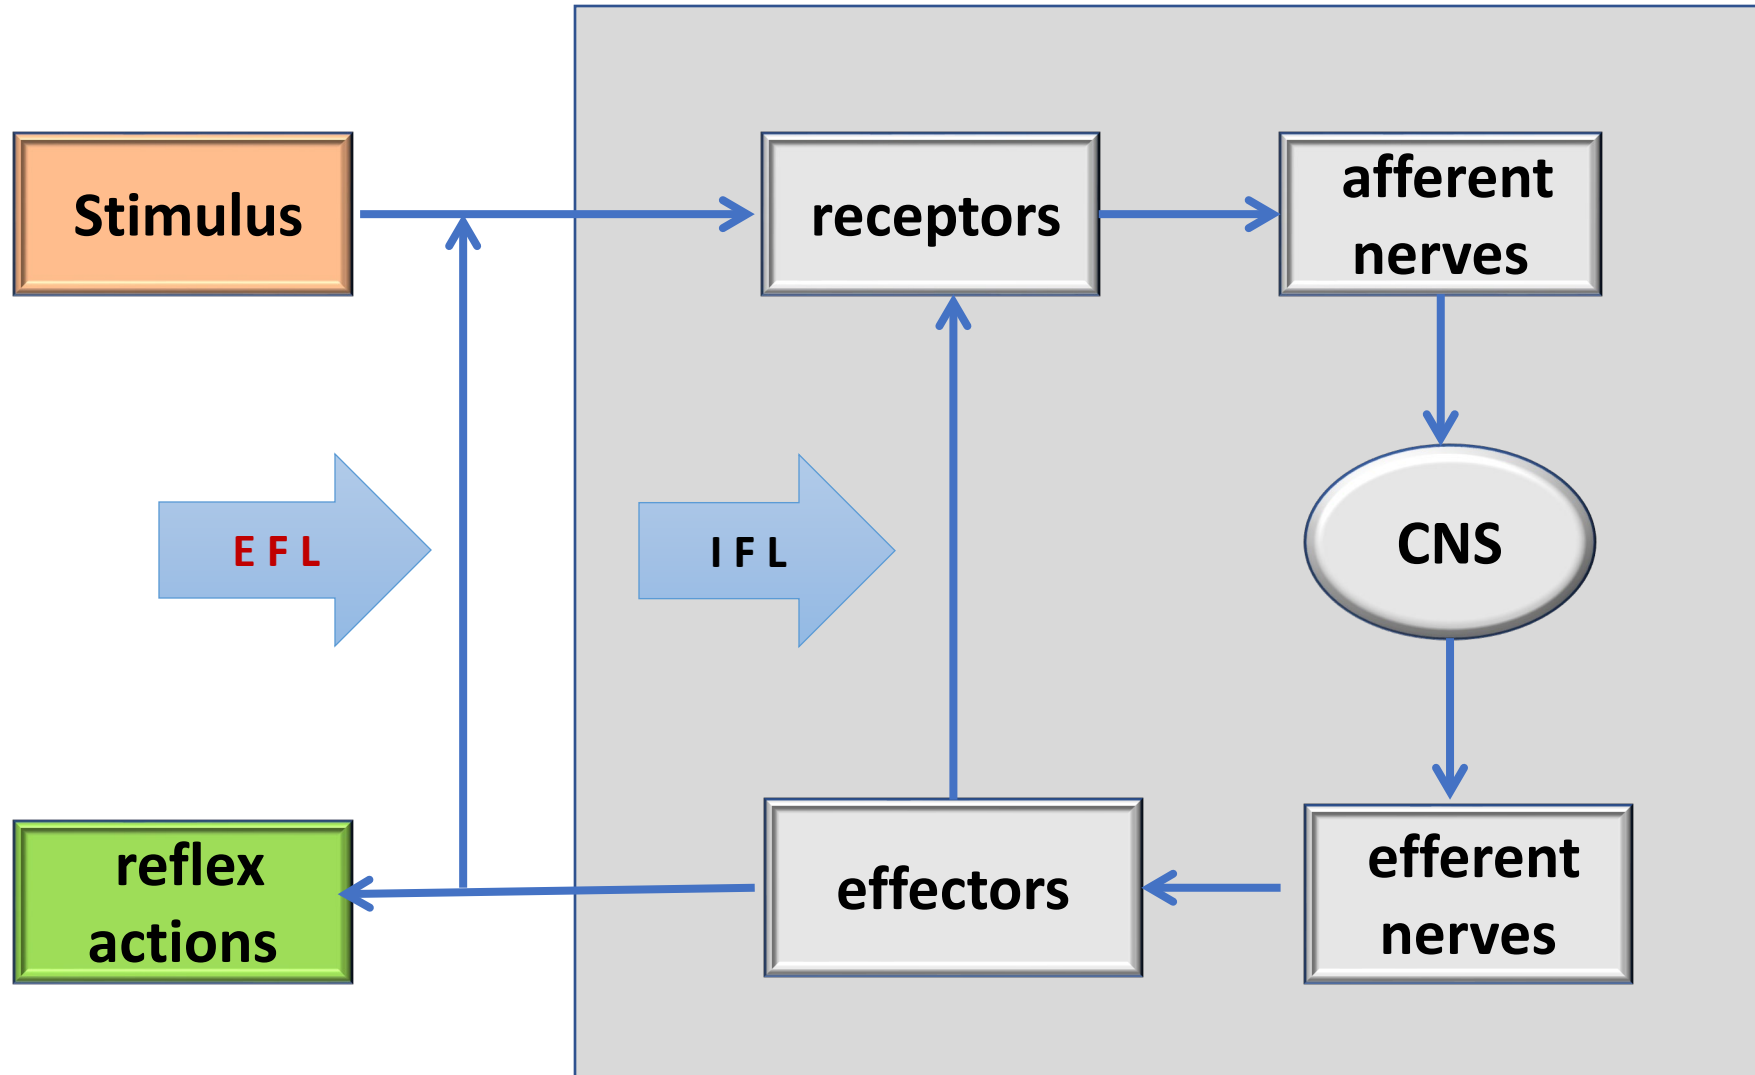 Stimulus
receptors
afferent
nerves
E F L
I F L
CNS
reflex
actions
effectors
efferent
nerves